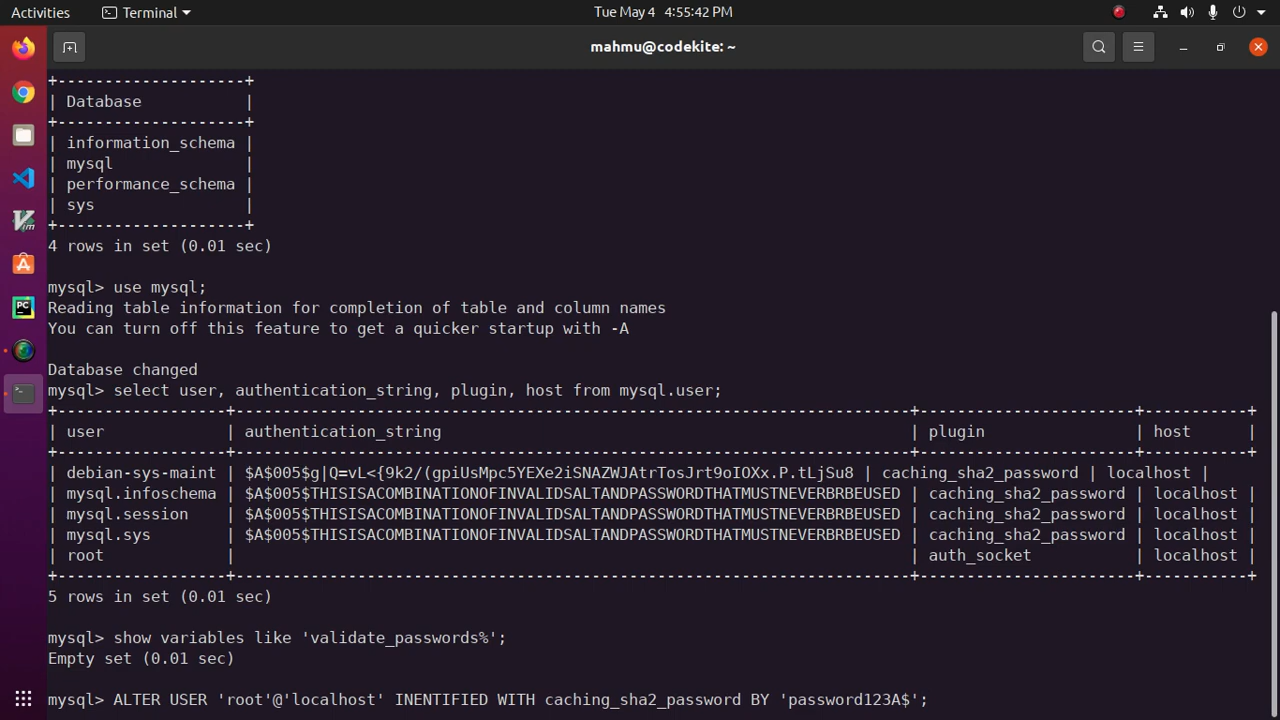 Activities Terminal Tue May 4 4:55:42 PM
mahmu@codekite: ~
+--------------------+
| Database           |
+--------------------+
| information_schema |
| mysql              |
| performance_schema |
| sys                |
+--------------------+
4 rows in set (0.01 sec)
mysql> use mysql;
Reading table information for completion of table and column names
You can turn off this feature to get a quicker startup with -A
Database changed
mysql> select user, authentication_string, plugin, host from mysql.user;
+------------------+------------------------------------------------------------------------+-----------------------+-----------+
| user             | authentication_string                                                  | plugin                | host      |
+------------------+------------------------------------------------------------------------+-----------------------+-----------+
| debian-sys-maint | $A$005$g|Q=vL<{9k2/(gpiUsMpc5YEXe2iSNAZWJAtrTosJrt9oIOXx.P.tLjSu8 | caching_sha2_password | localhost |
| mysql.infoschema | $A$005$THISISACOMBINATIONOFINVALIDSALTANDPASSWORDTHATMUSTNEVERBRBEUSED | caching_sha2_password | localhost |
| mysql.session    | $A$005$THISISACOMBINATIONOFINVALIDSALTANDPASSWORDTHATMUSTNEVERBRBEUSED | caching_sha2_password | localhost |
| mysql.sys        | $A$005$THISISACOMBINATIONOFINVALIDSALTANDPASSWORDTHATMUSTNEVERBRBEUSED | caching_sha2_password | localhost |
| root             |                                                                        | auth_socket           | localhost |
+------------------+------------------------------------------------------------------------+-----------------------+-----------+
5 rows in set (0.01 sec)
mysql> show variables like 'validate_passwords%';
Empty set (0.01 sec)
mysql> ALTER USER 'root'@'localhost' INENTIFIED WITH caching_sha2_password BY 'password123A$';